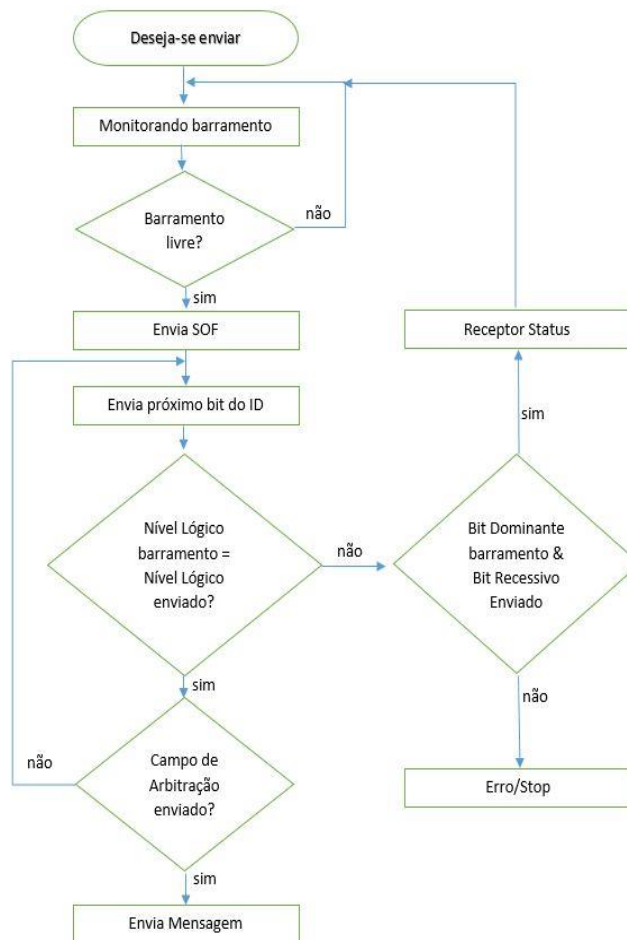 Deseja-se enviar
Monitorando barramento
Barramento
livre?
não
sim
Envia SOF
Receptor Status
Envia próximo bit do ID
sim
Nível Lógico
barramento =
Nível Lógico
enviado?
não
Bit Dominante
barramento &
Bit Recessivo
Enviado
sim
não
não
Campo de
Arbitração
enviado?
Erro/Stop
sim
Envia Mensagem